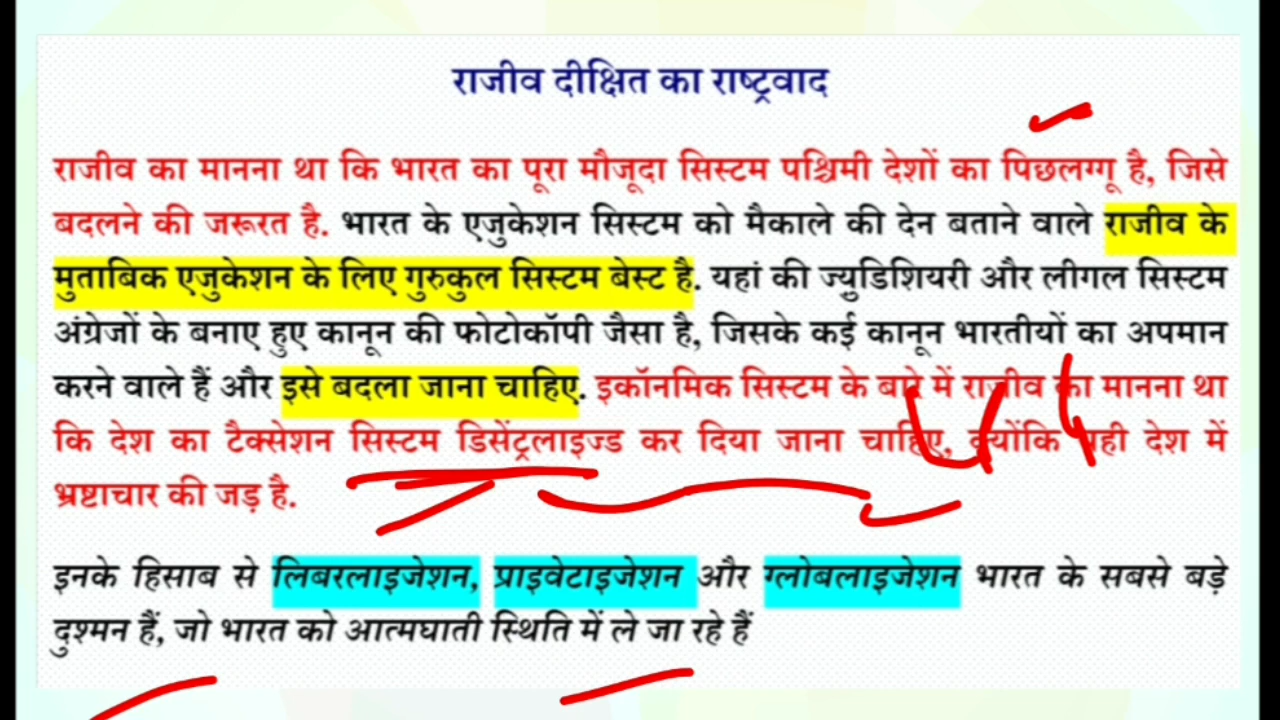 राजीव दीक्षित का राष्ट्रवाद
राजीव का मानना था कि भारत का पूरा मौजूदा सिस्टम पश्चिमी देशों का पिछलग्गू है, जिसे
बदलने की जरूरत है. भारत के एजुकेशन सिस्टम को मैकाले की देन बताने वाले राजीव के
मुताबिक एजुकेशन के लिए गुरुकुल सिस्टम बेस्ट है. यहां की ज्युडिशियरी और लीगल सिस्टम
अंग्रेजों के बनाए हुए कानून की फोटोकॉपी जैसा है, जिसके कई कानून भारतीयों का अपमान
करने वाले हैं और इसे बदला जाना चाहिए. इकॉनमिक सिस्टम के बारे में राजीव का मानना था
कि देश का टैक्सेशन सिस्टम डिसेंट्रलाइज्ड कर दिया जाना चाहिए, क्योंकि यही देश में
भ्रष्टाचार की जड़ है.
इनके हिसाब से लिबरलाइजेशन, प्राइवेटाइजेशन और ग्लोबलाइजेशन भारत के सबसे बड़े
दुश्मन हैं, जो भारत को आत्मघाती स्थिति में ले जा रहे हैं